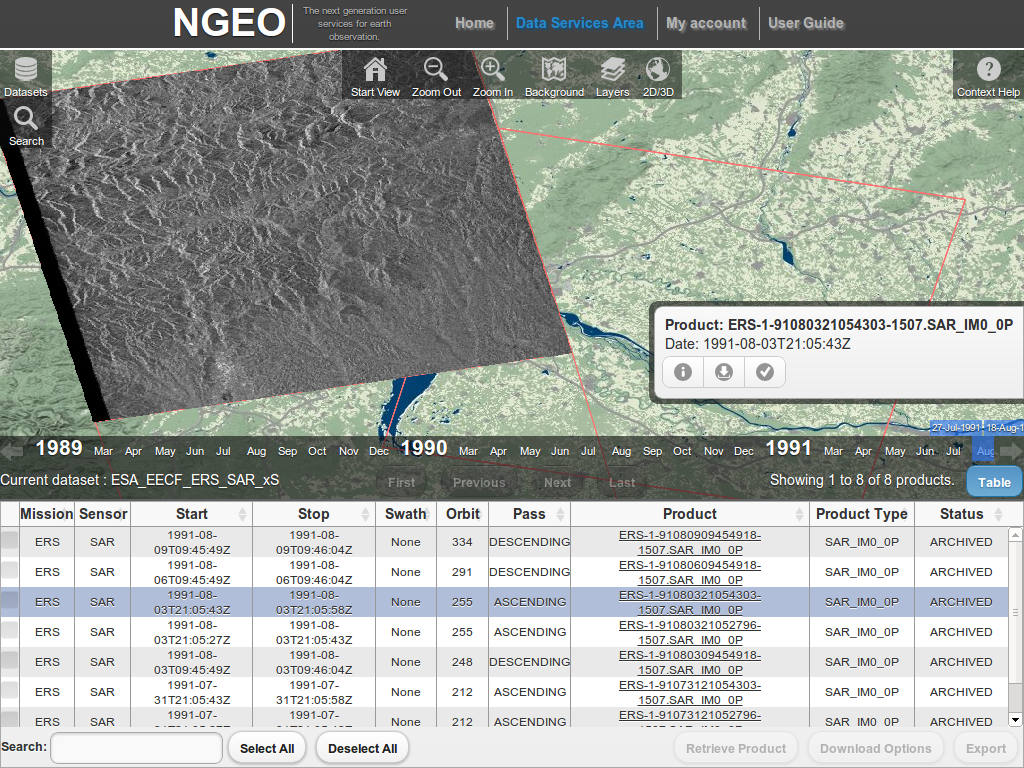 NGEO
The next generation user
services for earth
observation.
Home
Data Services Area
My account
User Guide
Datasets
Search
Start View
Zoom Out
Zoom In
Background
Layers
2D/3D
Context Help
Product: ERS-1-91080321054303-1507.SAR_IM0_0P
Date: 1991-08-03T21:05:43Z
27-Jul-1991
18-Aug-1
1989 Mar Apr May Jun Jul Aug Sep Oct Nov Dec 1990 Mar Apr May Jun Jul Aug Sep Oct Nov Dec 1991 Mar Apr May Jun Jul Aug
Current dataset : ESA_EECF_ERS_SAR_xS
First Previous Next Last
Showing 1 to 8 of 8 products.
Table
Mission Sensor Start Stop Swath Orbit Pass Product Product Type Status
ERS SAR 1991-08-09T09:45:49Z 1991-08-09T09:46:04Z None 334 DESCENDING ERS-1-91080909454918-1507.SAR_IM0_0P SAR_IM0_0P ARCHIVED
ERS SAR 1991-08-06T09:45:49Z 1991-08-06T09:46:04Z None 291 DESCENDING ERS-1-91080609454918-1507.SAR_IM0_0P SAR_IM0_0P ARCHIVED
ERS SAR 1991-08-03T21:05:43Z 1991-08-03T21:05:58Z None 255 ASCENDING ERS-1-91080321054303-1507.SAR_IM0_0P SAR_IM0_0P ARCHIVED
ERS SAR 1991-08-03T21:05:27Z 1991-08-03T21:05:43Z None 255 ASCENDING ERS-1-91080321052796-1507.SAR_IM0_0P SAR_IM0_0P ARCHIVED
ERS SAR 1991-08-03T09:45:49Z 1991-08-03T09:46:04Z None 248 DESCENDING ERS-1-91080309454918-1507.SAR_IM0_0P SAR_IM0_0P ARCHIVED
ERS SAR 1991-07-31T21:05:43Z 1991-07-31T21:05:58Z None 212 ASCENDING ERS-1-91073121054303-1507.SAR_IM0_0P SAR_IM0_0P ARCHIVED
ERS SAR 1991-07- 1991-07- None 212 ASCENDING ERS-1-91073121052796- SAR_IM0_0P ARCHIVED
Search:
Select All
Deselect All
Retrieve Product
Download Options
Export